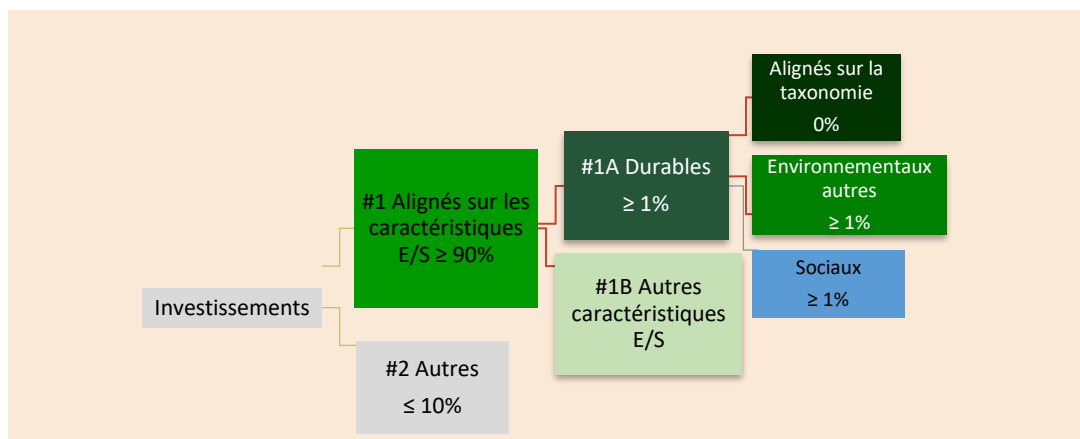 Investissements
#1 Alignés sur les
caractéristiques
E/S ≥ 90%
#2 Autres
≤ 10%
#1A Durables
≥ 1%
#1B Autres
caractéristiques
E/S
Alignés sur la
taxonomie
0%
Environnementaux
autres
≥ 1%
Sociaux
≥ 1%